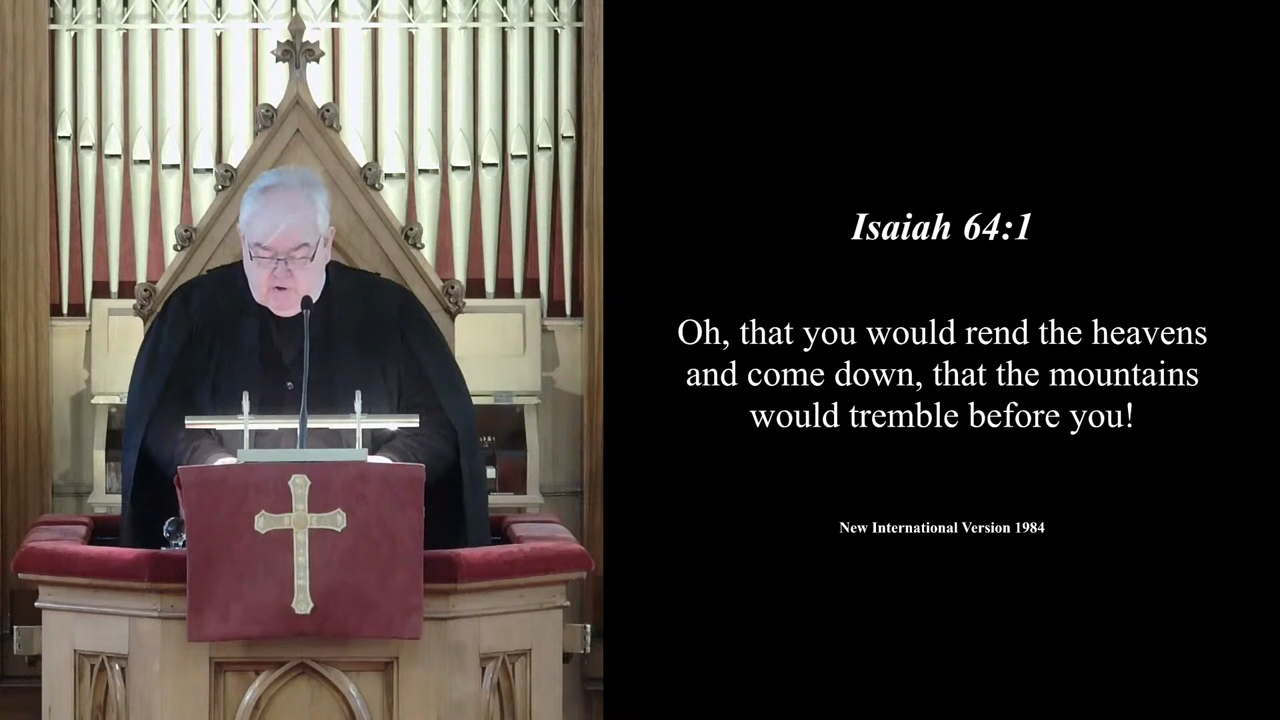 Isaiah 64:1
Oh, that you would rend the heavens
and come down, that the mountains
would tremble before you!
New International Version 1984